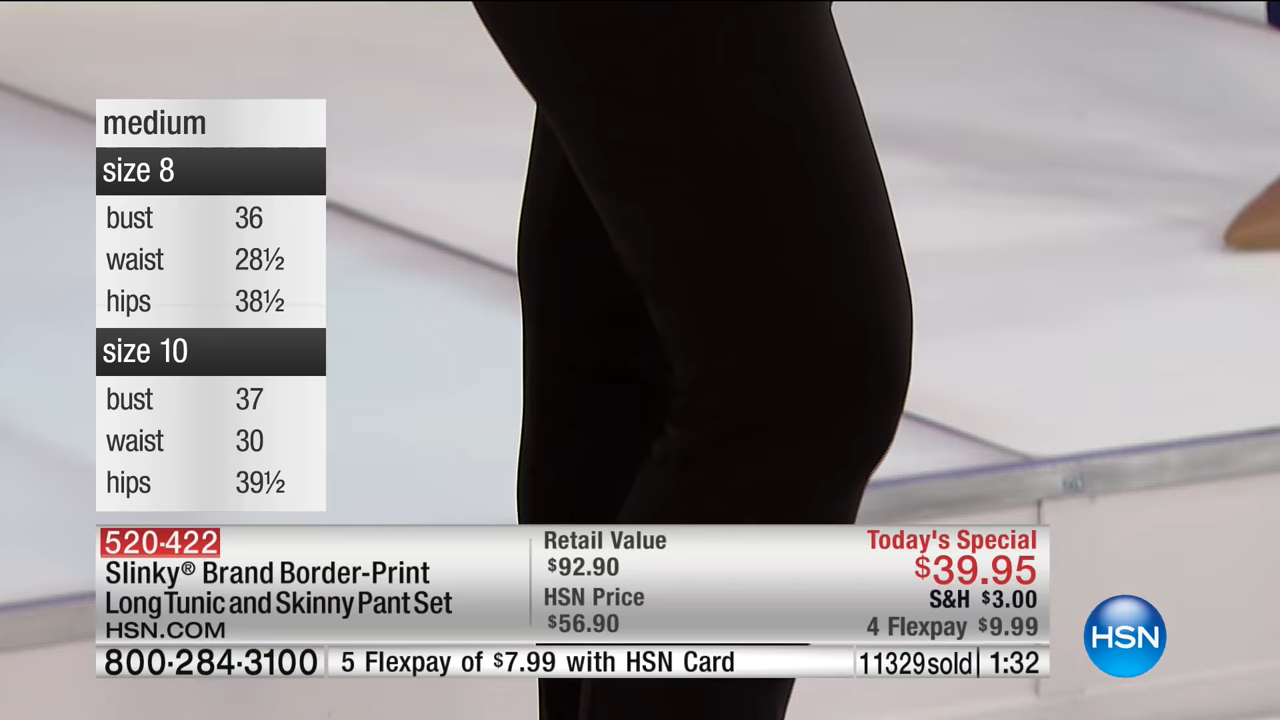 medium
size 8
bust 36
waist 28½
hips 38½
size 10
bust 37
waist 30
hips 39½
520-422
Slinky® Brand Border-Print
Long Tunic and Skinny Pant Set
HSN.COM
Retail Value
$92.90
HSN Price
$56.90
Today's Special
$39.95
S&H $3.00
4 Flexpay $9.99
800-284-3100 5 Flexpay of $7.99 with HSN Card 11329sold 1:32
HSN